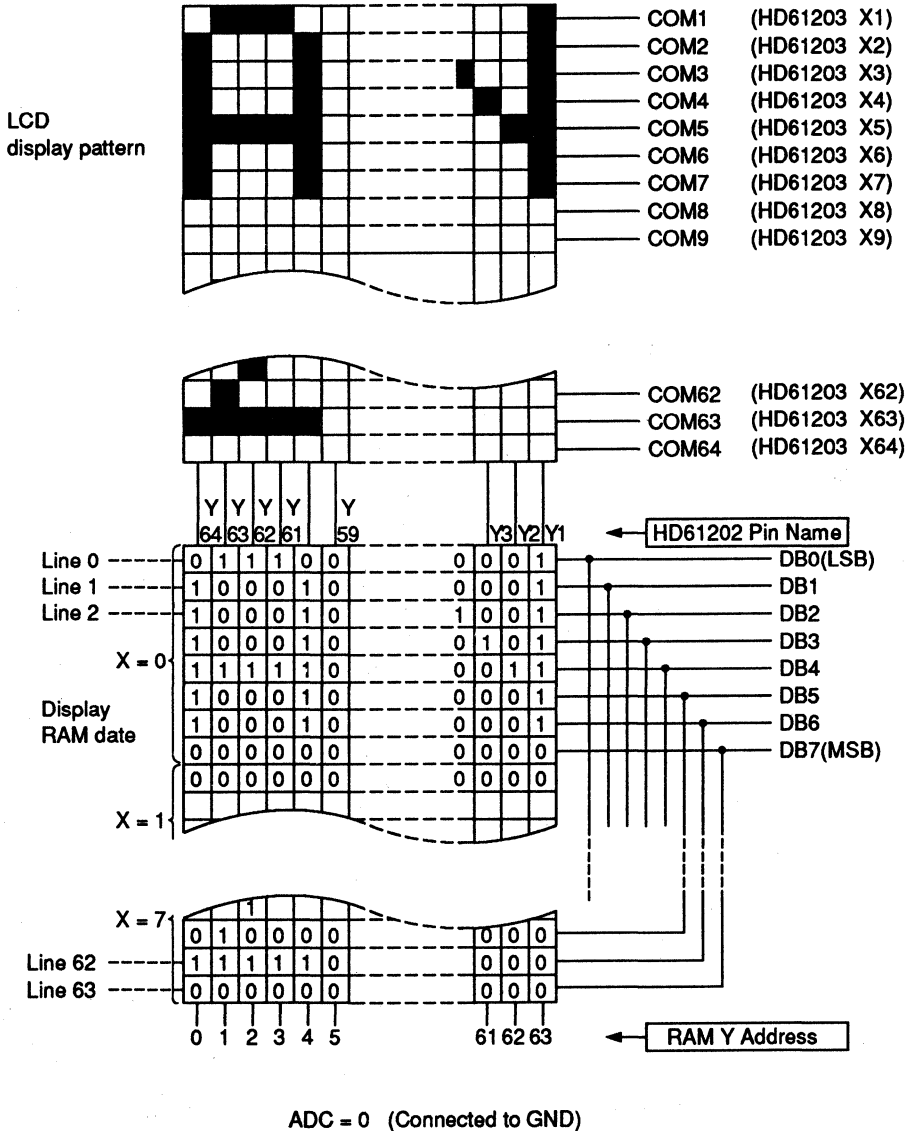 COM1 (HD61203 X1)
COM2 (HD61203 X2)
COM3 (HD61203 X3)
COM4 (HD61203 X4)
LCD
display pattern
COM5 (HD61203 X5)
COM6 (HD61203 X6)
COM7 (HD61203 X7)
COM8 (HD61203 X8)
COM9 (HD61203 X9)
COM62 (HD61203 X62)
COM63 (HD61203 X63)
COM64 (HD61203 X64)
Y Y Y Y Y
64 63 62 61 59 Y3 Y2 Y1 HD61202 Pin Name
Line 0 0 1 1 1 0 0 0 0 0 1 DB0(LSB)
Line 1 1 0 0 0 1 0 0 0 0 1 DB1
Line 2 1 0 0 0 1 0 1 0 0 1 DB2
1 0 0 0 1 0 0 1 0 1 DB3
X = 0 1 1 1 1 1 0 0 0 1 1 DB4
1 0 0 0 1 0 0 0 0 1 DB5
Display
RAM date
1 0 0 0 1 0 0 0 0 1 DB6
0 0 0 0 0 0 0 0 0 0 DB7(MSB)
0 0 0 0 0 0 0 0 0 0
X = 1
X = 7 1
0 1 0 0 0 0 0 0 0
Line 62 1 1 1 1 1 0 0 0 0
Line 63 0 0 0 0 0 0 0 0 0
0 1 2 3 4 5 61 62 63 RAM Y Address
ADC = 0 (Connected to GND)